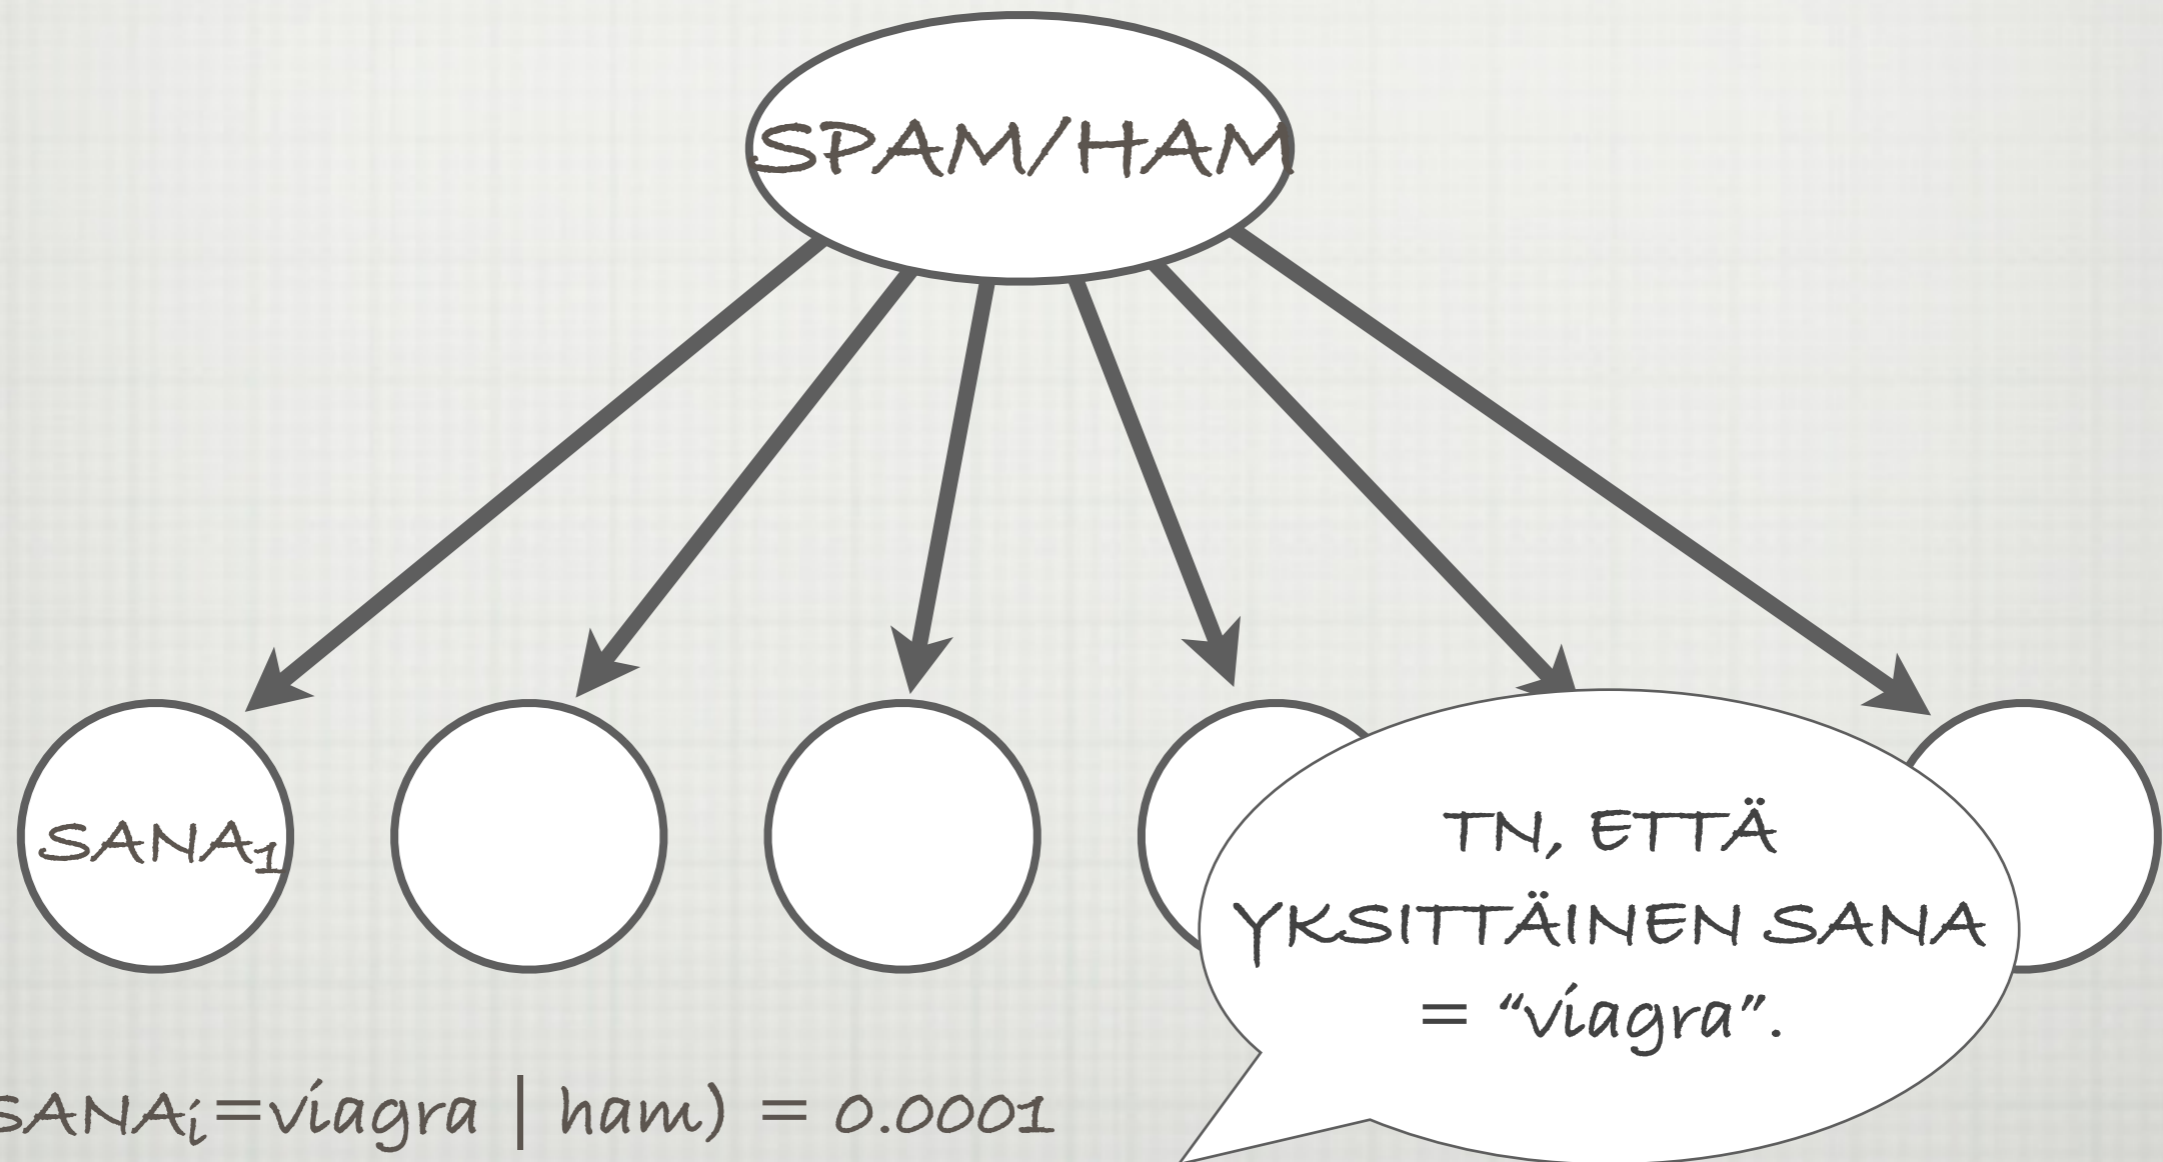 SPAM/HAM
SANA₁
TN, ETTÄ
YKSITTÄINEN SANA
= “viagra”.
SANAᵢ=viagra | ham) = 0.0001